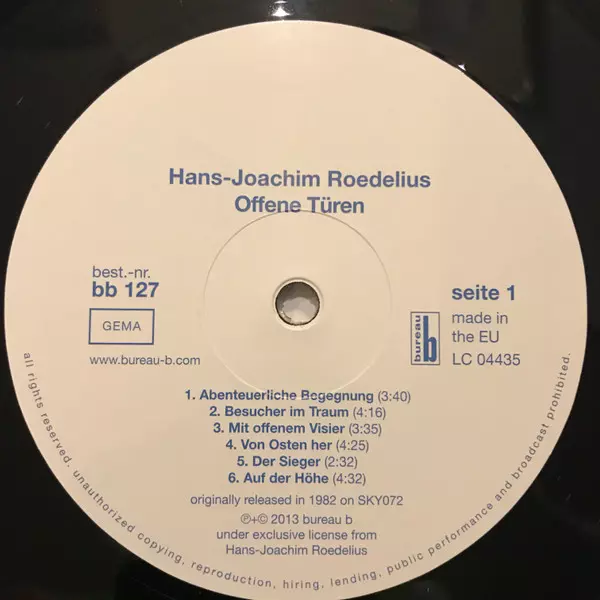 Hans-Joachim Roedelius
Offene Türen
best.-nr.
bb 127
GEMA
www.bureau-b.com
seite 1
bureau b
made in
the EU
LC 04435
1. Abenteuerliche Begegnung (3:40)
2. Besucher im Traum (4:16)
3. Mit offenem Visier (3:35)
4. Von Osten her (4:25)
5. Der Sieger (2:32)
6. Auf der Höhe (4:32)
originally released in 1982 on SKY072
℗+© 2013 bureau b
under exclusive license from
Hans-Joachim Roedelius
all rights reserved. unauthorized copying, reproduction, hiring, lending, public performance and broadcast prohibited.